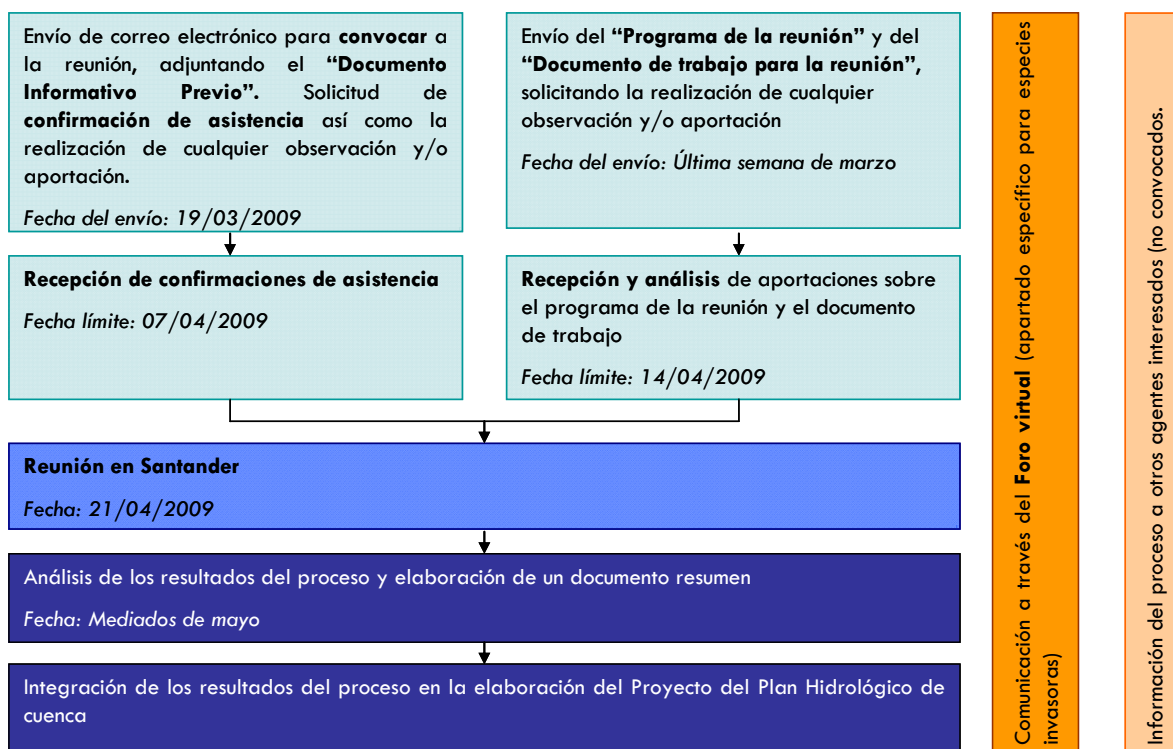 Envío de correo electrónico para convocar a
la reunión, adjuntando el “Documento
Informativo Previo”. Solicitud de
confirmación de asistencia así como la
realización de cualquier observación y/o
aportación.
Fecha del envío: 19/03/2009
Envío del “Programa de la reunión” y del
“Documento de trabajo para la reunión”,
solicitando la realización de cualquier
observación y/o aportación
Fecha del envío: Última semana de marzo
Recepción de confirmaciones de asistencia
Fecha límite: 07/04/2009
Recepción y análisis de aportaciones sobre
el programa de la reunión y el documento
de trabajo
Fecha límite: 14/04/2009
Reunión en Santander
Fecha: 21/04/2009
Análisis de los resultados del proceso y elaboración de un documento resumen
Fecha: Mediados de mayo
Integración de los resultados del proceso en la elaboración del Proyecto del Plan Hidrológico de
cuenca
Comunicación a través del Foro virtual (apartado específico para especies
invasoras)
Información del proceso a otros agentes interesados (no convocados.